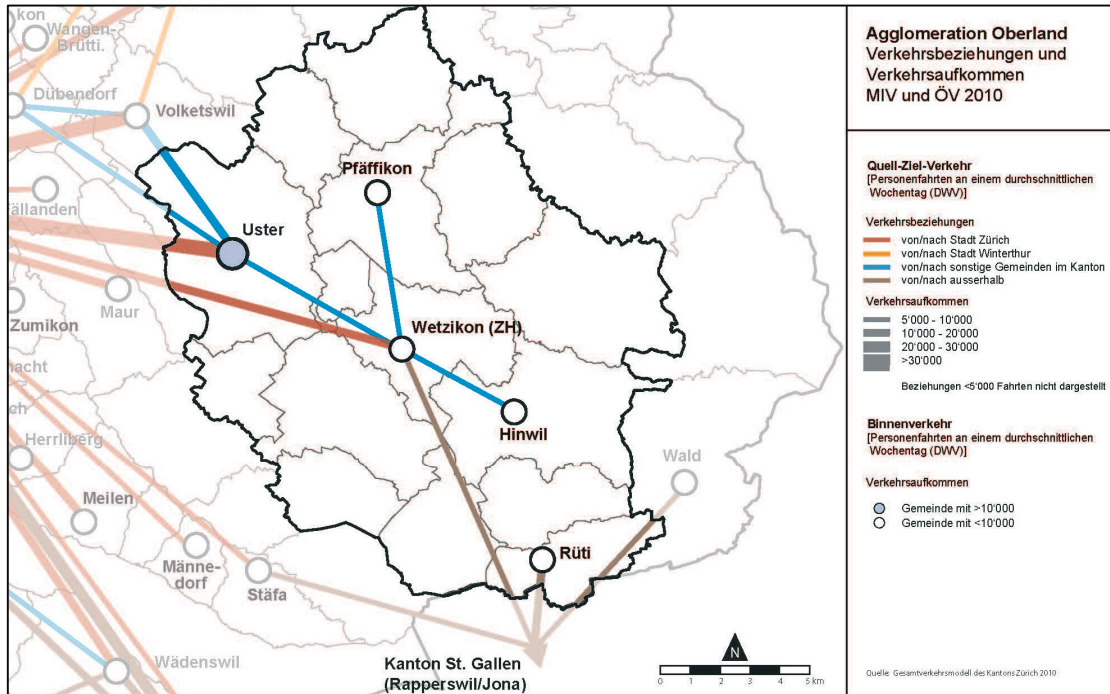 kon
Wangen-
Brütti.
Dübendorf
Volketswil
Pfäffikon
ällanden
Uster
Maur
Zumikon
Wetzikon (ZH)
nacht
ch
Hinwil
Herrliberg
Wald
Meilen
Männe-
dorf
Rüti
Stäfa
Wädenswil
Kanton St. Gallen
(Rapperswil/Jona)
N
0 1 2 3 4 5 km
Agglomeration Oberland
Verkehrsbeziehungen und
Verkehrsaufkommen
MIV und ÖV 2010
Quell-Ziel-Verkehr
[Personenfahrten an einem durchschnittlichen
Wochentag (DWV)]
Verkehrsbeziehungen
von/nach Stadt Zürich
von/nach Stadt Winterthur
von/nach sonstige Gemeinden im Kanton
von/nach ausserhalb
Verkehrsaufkommen
5'000 - 10'000
10'000 - 20'000
20'000 - 30'000
>30'000
Beziehungen <5'000 Fahrten nicht dargestellt
Binnenverkehr
[Personenfahrten an einem durchschnittlichen
Wochentag (DWV)]
Verkehrsaufkommen
Gemeinde mit >10'000
Gemeinde mit <10'000
Quelle: Gesamtverkehrsmodell des Kantons Zürich 2010